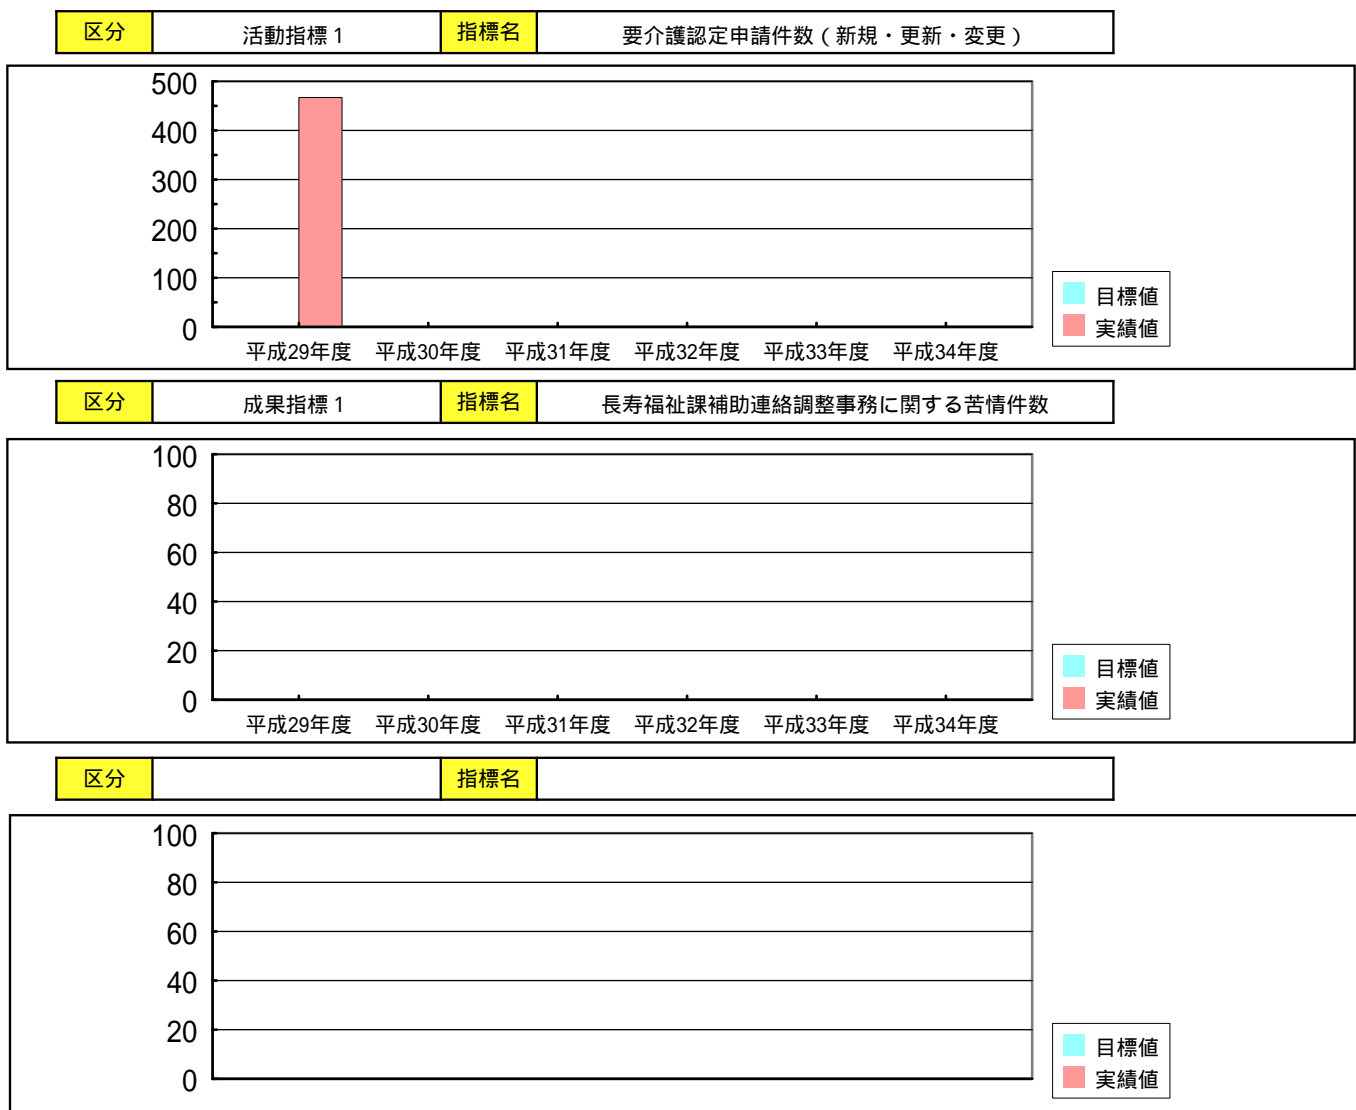 区分 活動指標1 指標名 要介護認定申請件数(新規・更新・変更)
500
400
300
200
100
0
平成29年度 平成30年度 平成31年度 平成32年度 平成33年度 平成34年度
目標値
実績値
区分 成果指標1 指標名 長寿福祉課補助連絡調整事務に関する苦情件数
100
80
60
40
20
0
平成29年度 平成30年度 平成31年度 平成32年度 平成33年度 平成34年度
目標値
実績値
区分 指標名
100
80
60
40
20
0
目標値
実績値